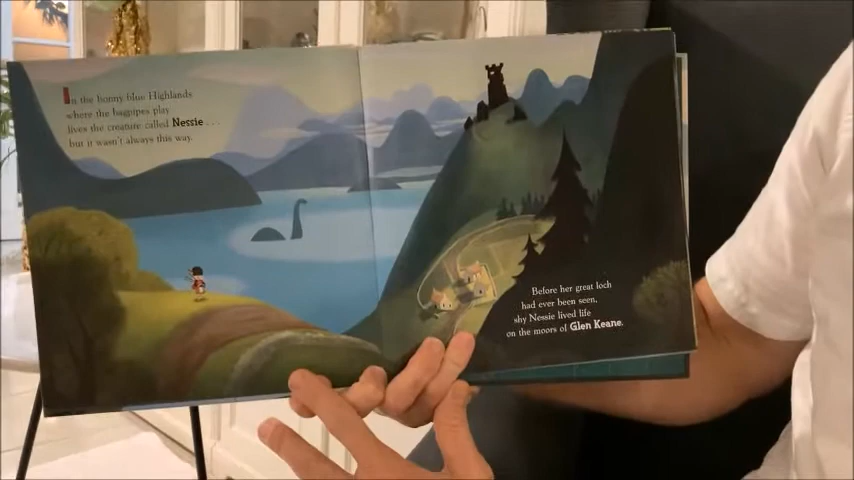 In the bonny blue Highlands
where the bagpipes play
lives the creature called Nessie . . .
but it wasn't always this way.
Before her great loch
had ever been seen,
shy Nessie lived life
on the moors of Glen Keane.